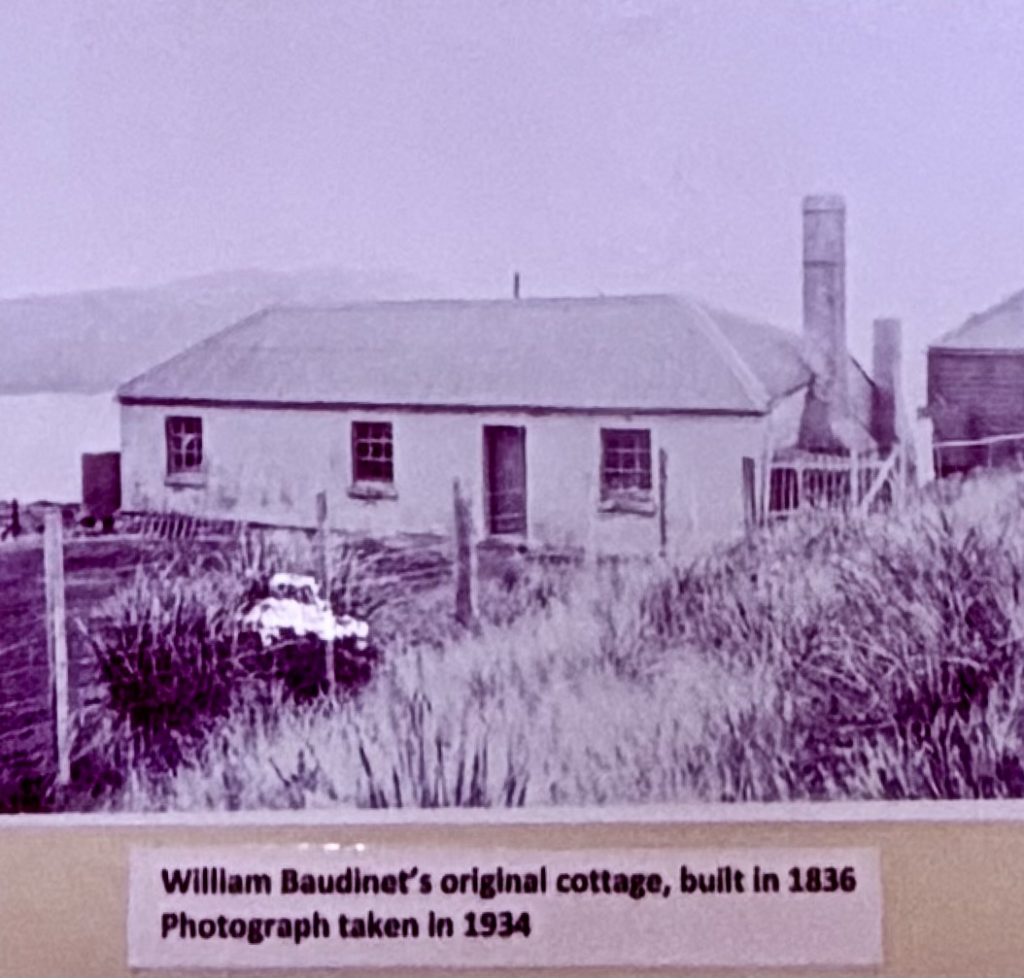 William Baudinet's original cottage, built in 1836
Photograph taken in 1934